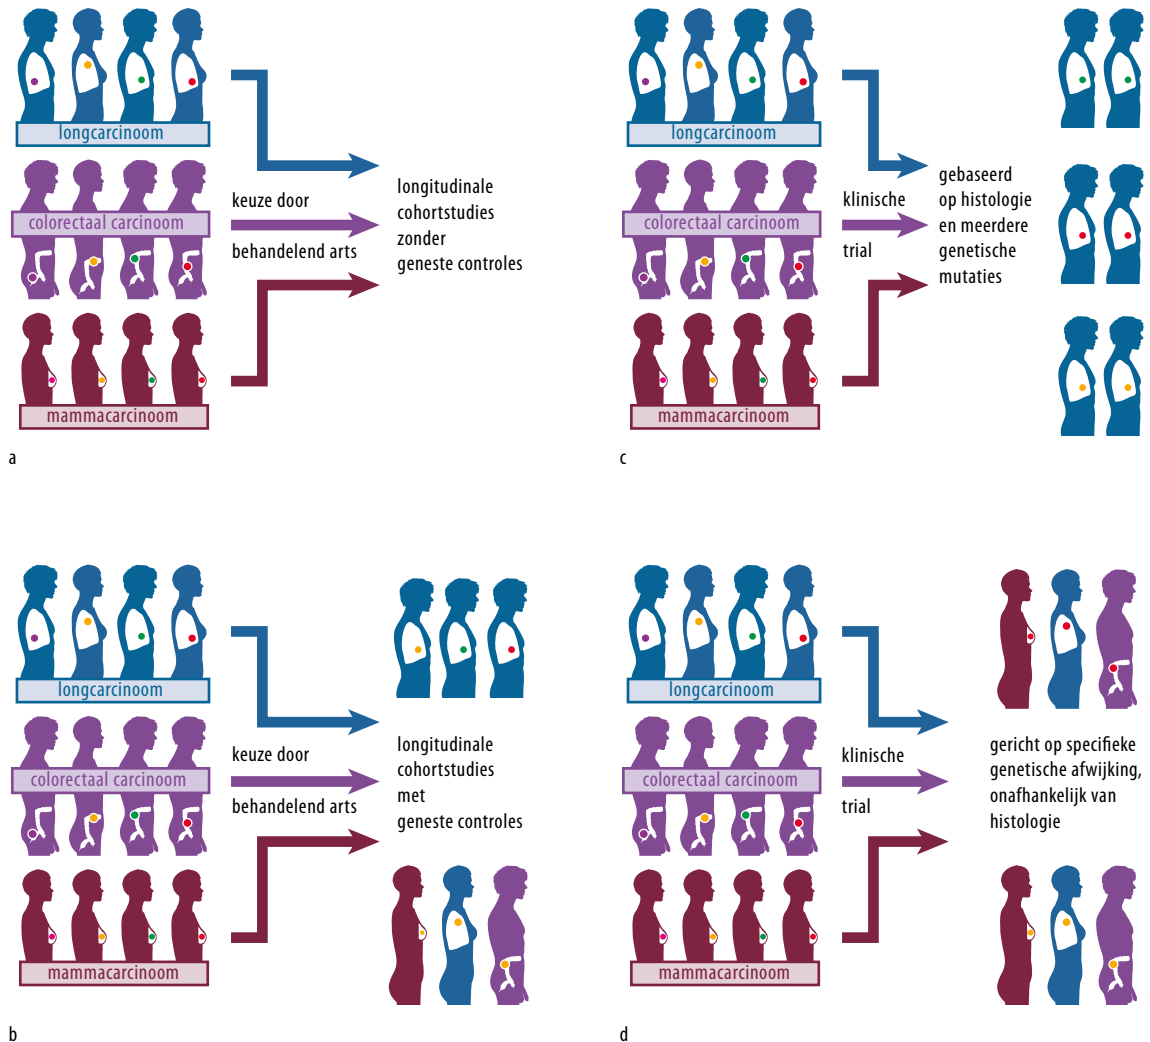 longcarcinoom
colorectaal carcinoom
mammacarcinoom
keuze door
behandelend arts
longitudinale
cohortstudies
zonder
geneste controles
a
longcarcinoom
colorectaal carcinoom
mammacarcinoom
klinische
trial
gebaseerd
op histologie
en meerdere
genetische
mutaties
c
longcarcinoom
colorectaal carcinoom
mammacarcinoom
keuze door
behandelend arts
longitudinale
cohortstudies
met
geneste controles
b
longcarcinoom
colorectaal carcinoom
mammacarcinoom
klinische
trial
gericht op specifieke
genetische afwijking,
onafhankelijk van
histologie
d